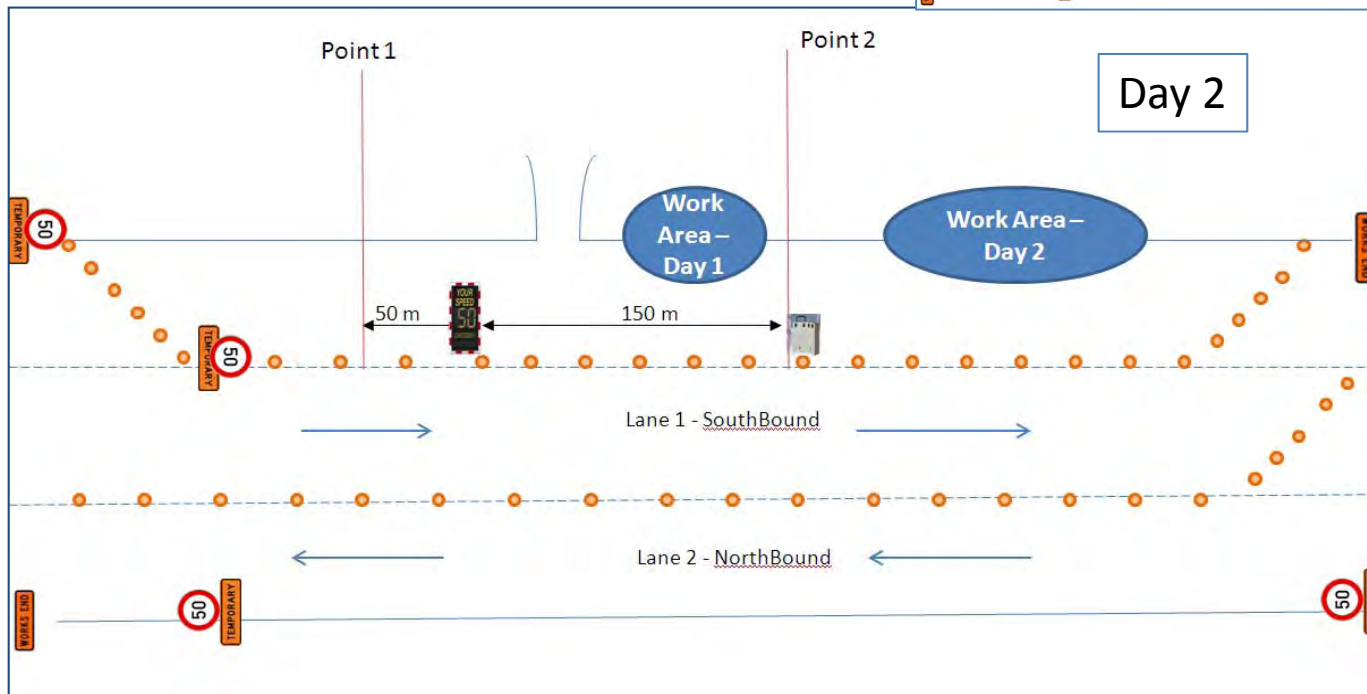 Point 1
Point 2
Day 2
TEMPORARY
50
Work
Area –
Day 1
Work Area –
Day 2
WORKS END
YOUR
SPEED
50
50 m
150 m
TEMPORARY
50
Lane 1 - SouthBound
Lane 2 - NorthBound
WORKS END
50
TEMPORARY
50